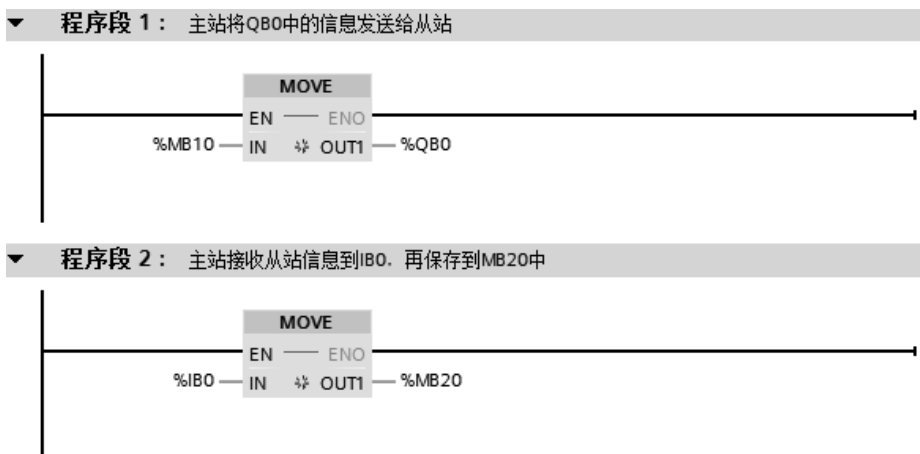 程序段 1： 主站将QB0中的信息发送给从站
MOVE
EN ENO
%MB10 IN OUT1 %QB0
程序段 2： 主站接收从站信息到IB0．再保存到MB20中
MOVE
EN ENO
%IB0 IN OUT1 %MB20